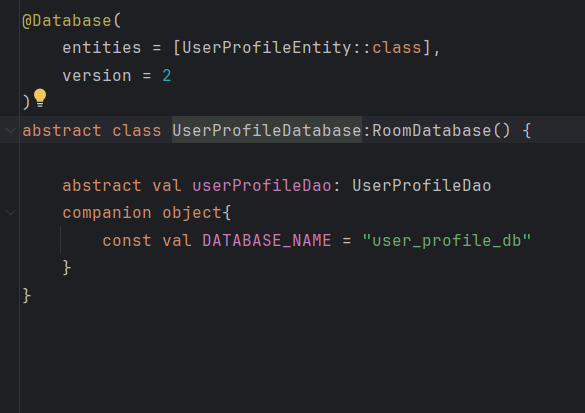 @Database(
    entities = [UserProfileEntity::class],
    version = 2
)
abstract class UserProfileDatabase:RoomDatabase() {
    abstract val userProfileDao: UserProfileDao
    companion object{
        const val DATABASE_NAME = "user_profile_db"
    }
}